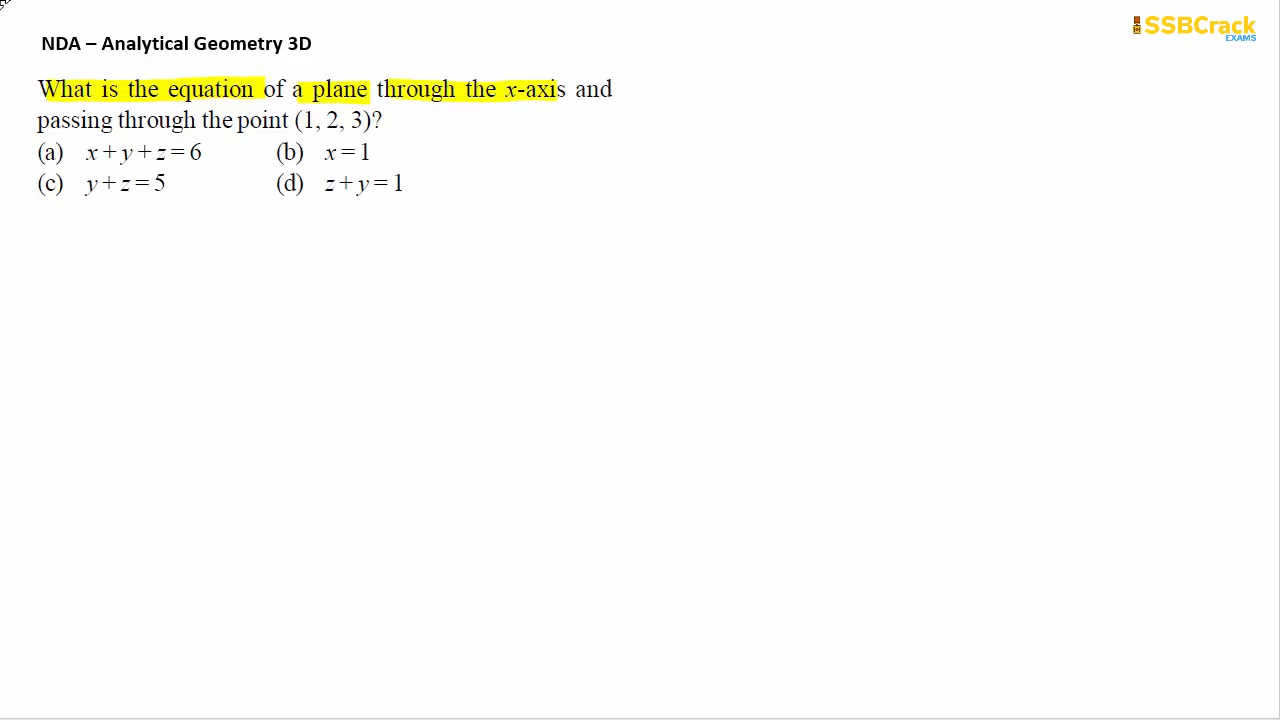 SSBCrack
EXAMS
NDA – Analytical Geometry 3D
What is the equation of a plane through the x-axis and
passing through the point (1, 2, 3)?
(a) x + y + z = 6 (b) x = 1
(c) y + z = 5 (d) z + y = 1